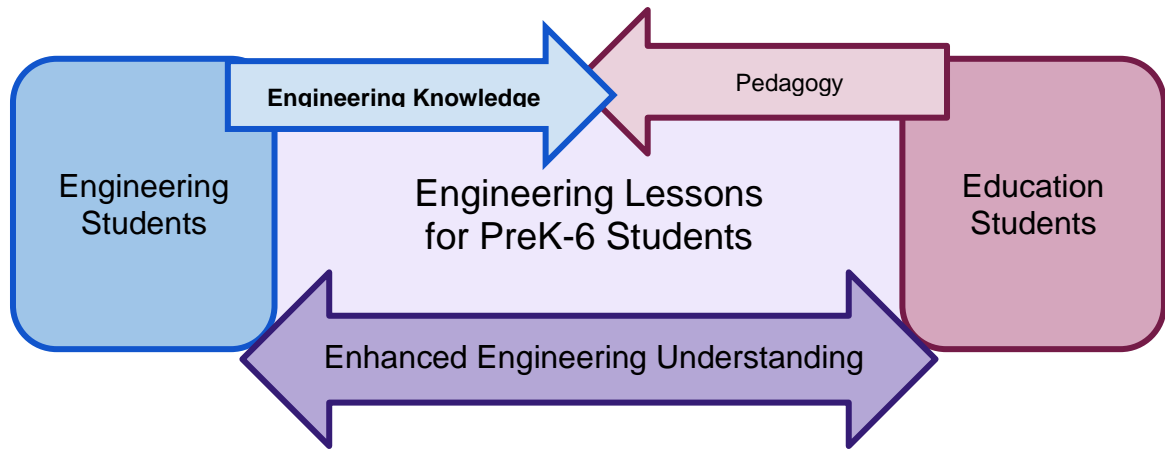 Engineering Knowledge
Pedagogy
Engineering
Students
Engineering Lessons
for PreK-6 Students
Education
Students
Enhanced Engineering Understanding